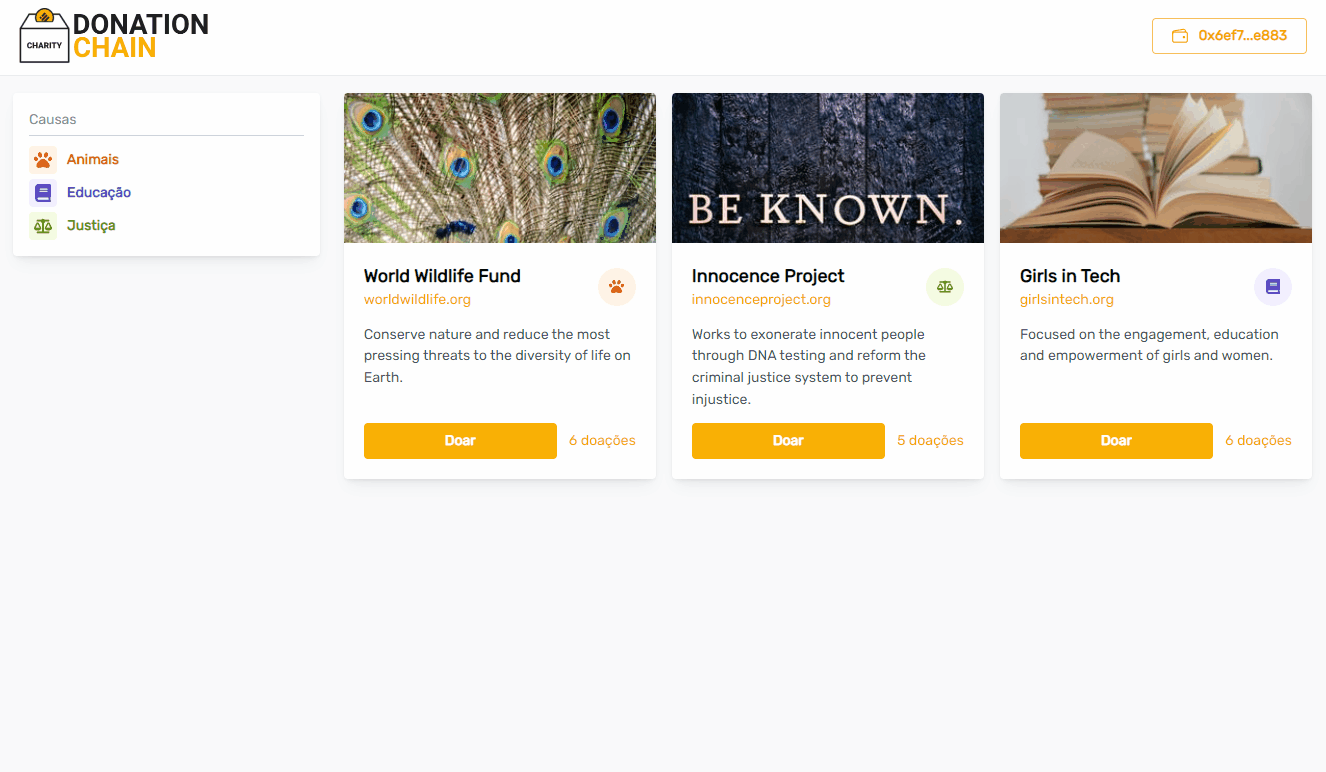 CHARITY
DONATION
CHAIN
0x6ef7...e883
Causas
Animais
Educação
Justiça
World Wildlife Fund
worldwildlife.org
Conserve nature and reduce the most
pressing threats to the diversity of life on
Earth.
Doar
6 doações
BE KNOWN.
Innocence Project
innocenceproject.org
Works to exonerate innocent people
through DNA testing and reform the
criminal justice system to prevent
injustice.
Doar
5 doações
Girls in Tech
girlsintech.org
Focused on the engagement, education
and empowerment of girls and women.
Doar
6 doações